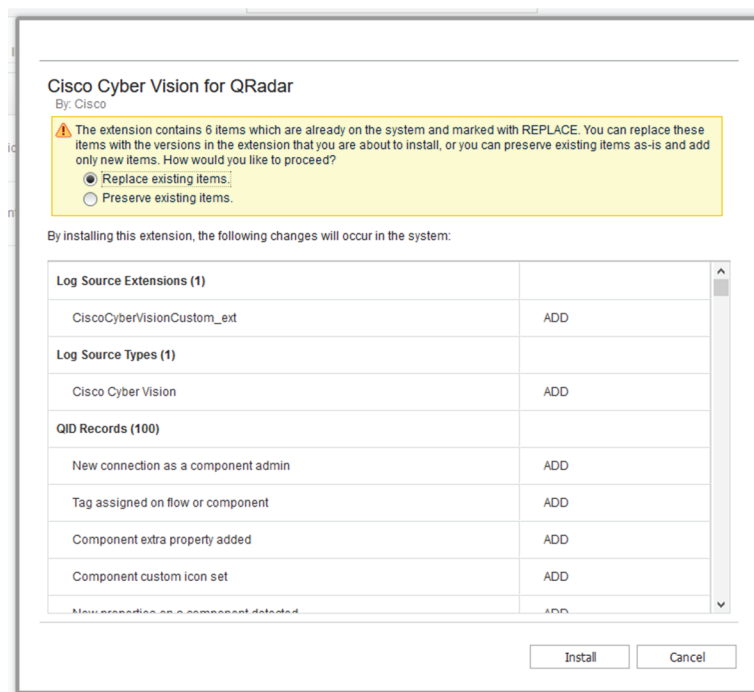 Cisco Cyber Vision for QRadar
By: Cisco
The extension contains 6 items which are already on the system and marked with REPLACE. You can replace these
items with the versions in the extension that you are about to install, or you can preserve existing items as-is and add
only new items. How would you like to proceed?
Replace existing items.
Preserve existing items.
By installing this extension, the following changes will occur in the system:
Log Source Extensions (1)
CiscoCyberVisionCustom_ext ADD
Log Source Types (1)
Cisco Cyber Vision ADD
QID Records (100)
New connection as a component admin ADD
Tag assigned on flow or component ADD
Component extra property added ADD
Component custom icon set ADD
New properties on a component detected ADD
Install Cancel